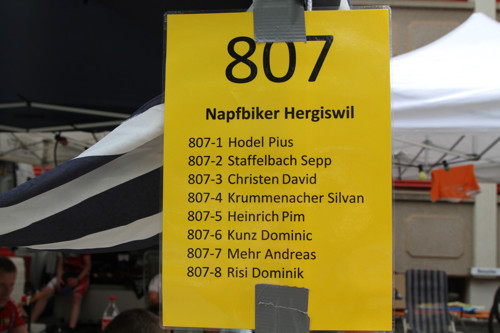 807
Napfbiker Hergiswil
807-1 Hodel Pius
807-2 Staffelbach Sepp
807-3 Christen David
807-4 Krummenacher Silvan
807-5 Heinrich Pim
807-6 Kunz Dominic
807-7 Mehr Andreas
807-8 Risi Dominik